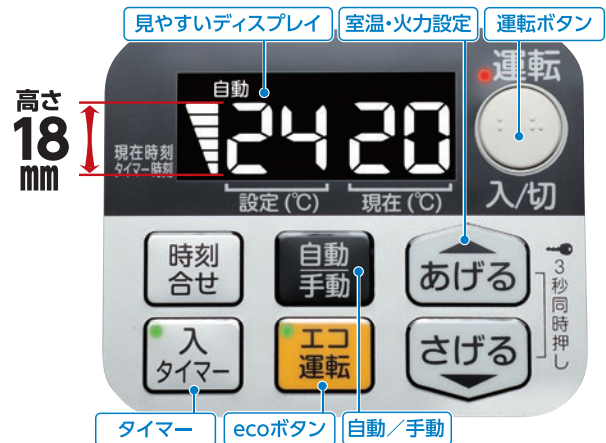 見やすいディスプレイ
室温・火力設定
運転ボタン
運転
自動
高さ
18
mm
24 20
現在時刻
タイマー時刻
設定(℃)
現在(℃)
入/切
時刻
合せ
自動
手動
あげる
3秒同時押し
入
タイマー
エコ
運転
さげる
タイマー
ecoボタン
自動/手動